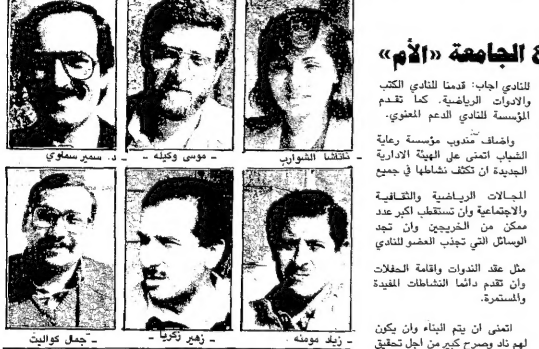 ع الجامعة «الأم»
للنادي اجاب: قدمنا للنادي الكتب
والادوات الرياضية. كما تقدم
المؤسسة للنادي الدعم المعنوي.
واضاف مندوب مؤسسة رعاية
الشباب اتمنى على الهيئة الادارية
الجديدة ان تكثف نشاطها في جميع
المجالات الرياضية والثقافية
والاجتماعية وان تستقطب اكبر عدد
ممكن من الخريجين وان تجد
الوسائل التي تجذب العضو للنادي
مثل عقد الندوات واقامة الحفلات
وان تقدم دائما النشاطات المفيدة
والمستمرة.
اتمنى ان يتم البناء وان يكون
لهم ناد وصرح كبير من اجل تحقيق
ـ ناتاشا الشوارب
ـ موسى وكيله ـ
ـ د. سمير سماوي
ـ زياد مومنه ـ
ـ زهير زكريا ـ
ـ جمال كواليت